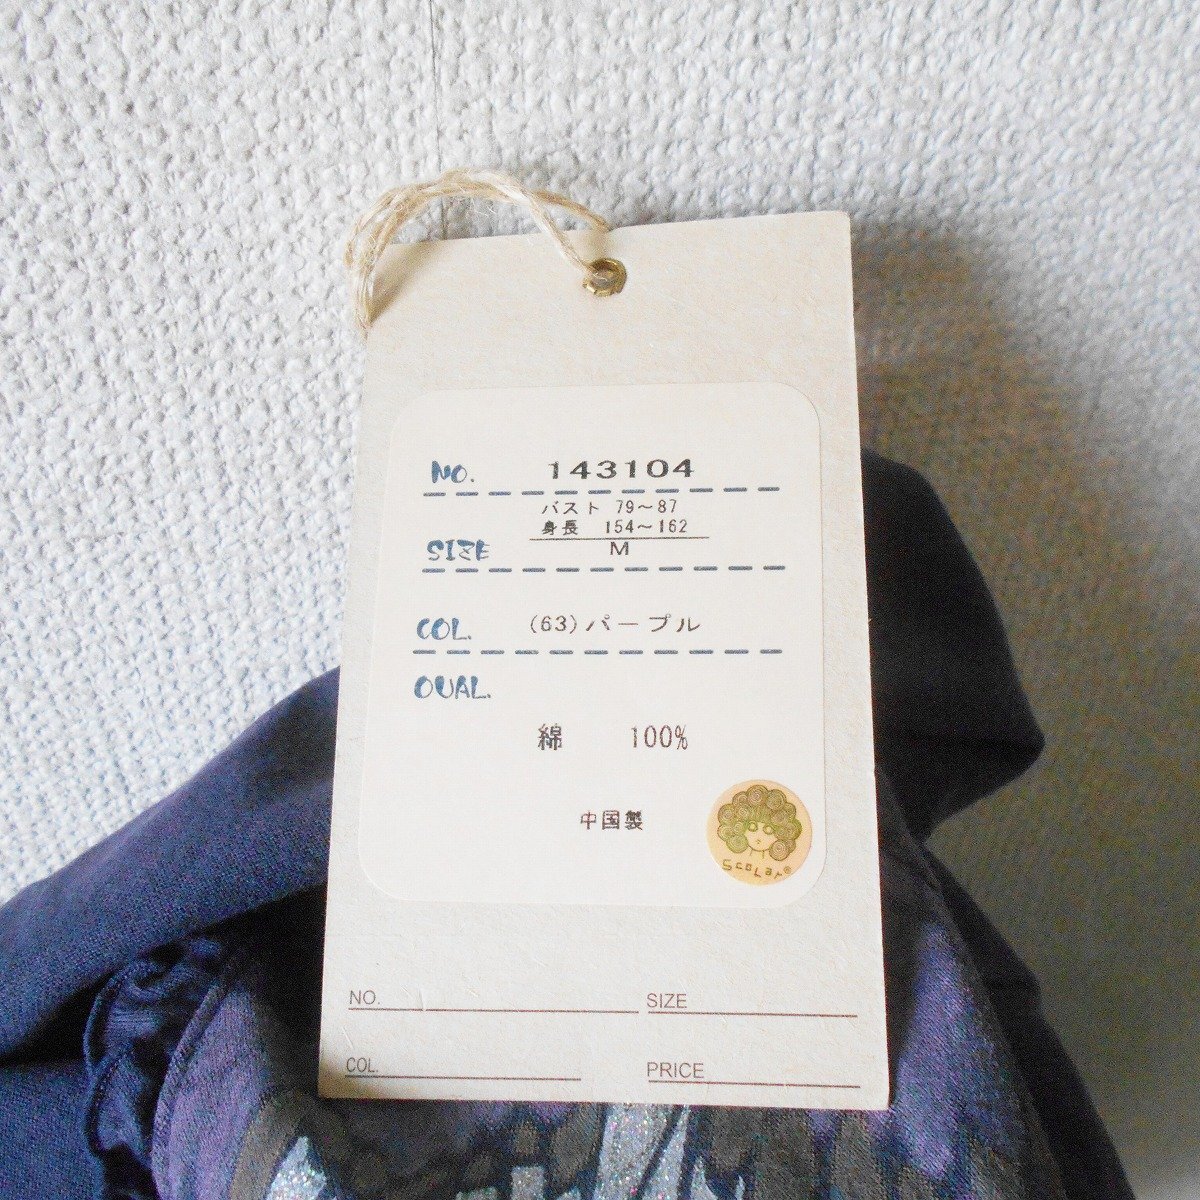 NO. 143104
バスト 79～87
身長 154～162
SIZE M
COL. (63)パープル
QUAL.
綿 100%
中国製
ScoLar®
NO. SIZE
COL. PRICE